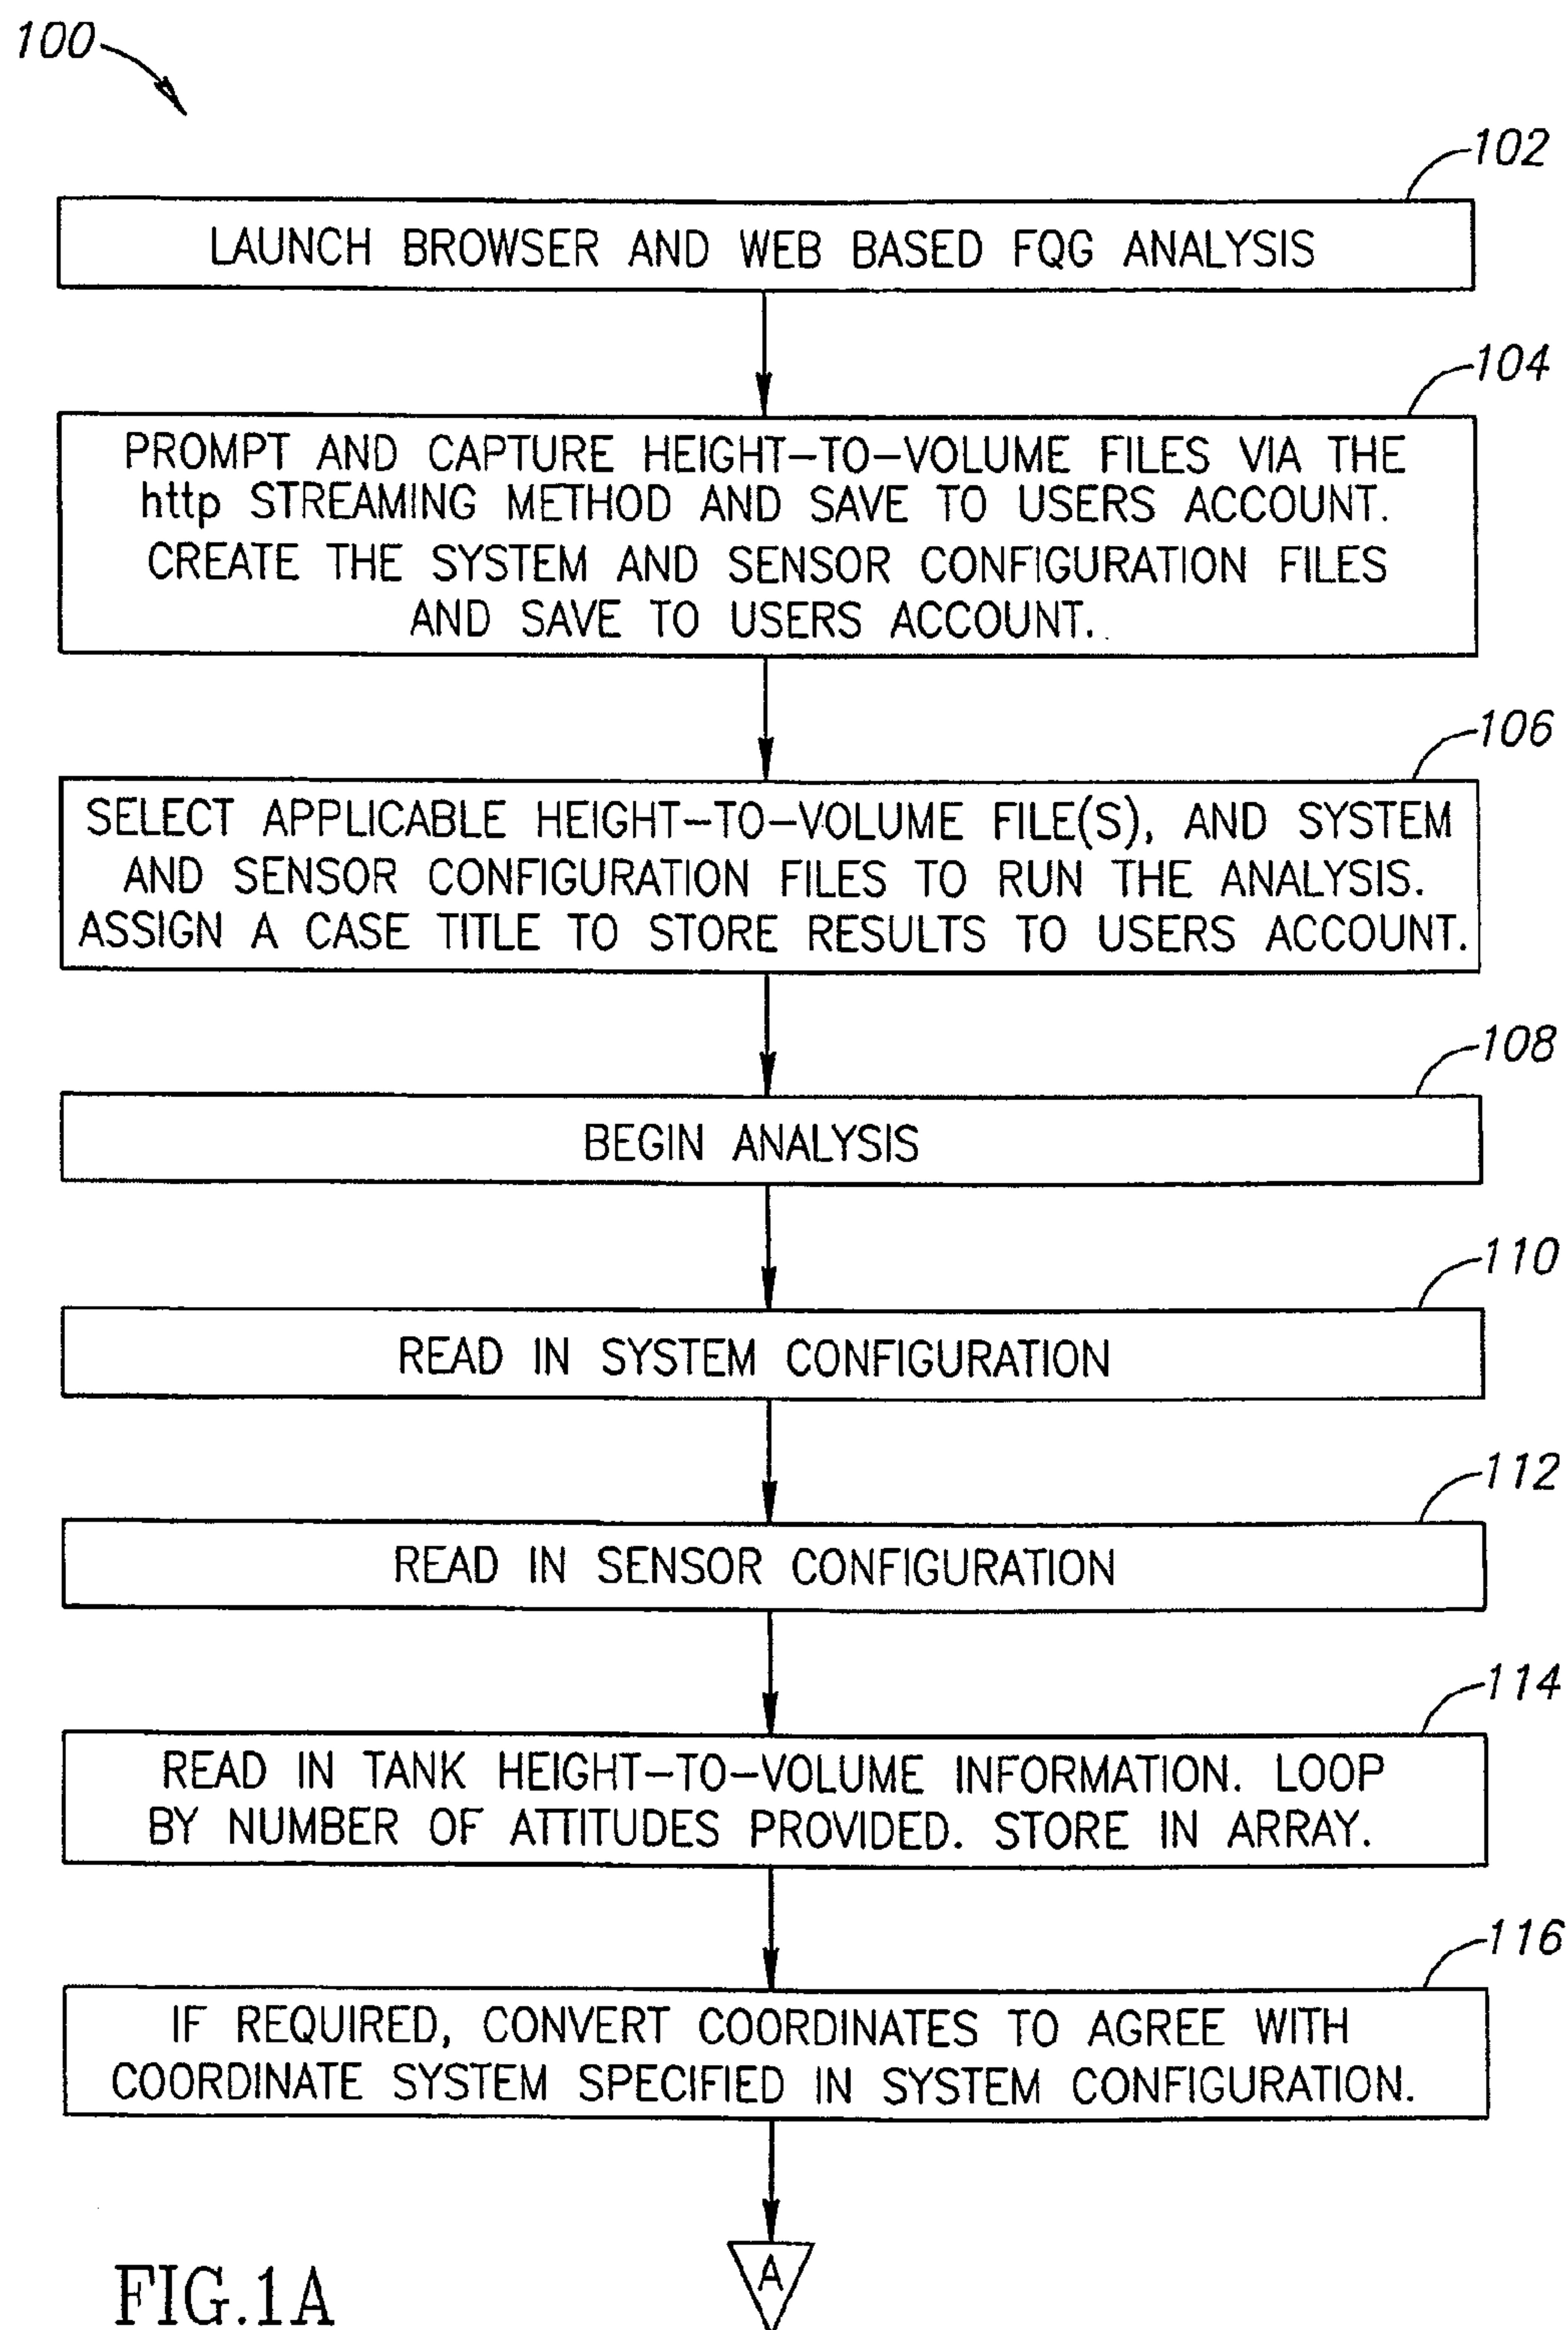 100
102
LAUNCH BROWSER AND WEB BASED FQG ANALYSIS
104
PROMPT AND CAPTURE HEIGHT-TO-VOLUME FILES VIA THE
http STREAMING METHOD AND SAVE TO USERS ACCOUNT.
CREATE THE SYSTEM AND SENSOR CONFIGURATION FILES
AND SAVE TO USERS ACCOUNT.
106
SELECT APPLICABLE HEIGHT-TO-VOLUME FILE(S), AND SYSTEM
AND SENSOR CONFIGURATION FILES TO RUN THE ANALYSIS.
ASSIGN A CASE TITLE TO STORE RESULTS TO USERS ACCOUNT.
108
BEGIN ANALYSIS
110
READ IN SYSTEM CONFIGURATION
112
READ IN SENSOR CONFIGURATION
114
READ IN TANK HEIGHT-TO-VOLUME INFORMATION. LOOP
BY NUMBER OF ATTITUDES PROVIDED. STORE IN ARRAY.
116
IF REQUIRED, CONVERT COORDINATES TO AGREE WITH
COORDINATE SYSTEM SPECIFIED IN SYSTEM CONFIGURATION.
A
FIG.1A